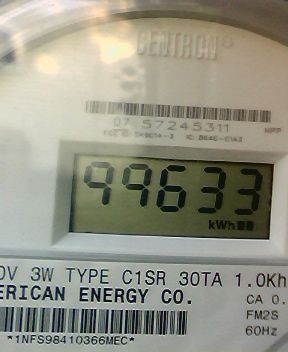 CENTRON
07 57245311
99633
kWh
0V 3W TYPE C1SR 30TA 1.0Kh
ERICAN ENERGY CO.
CA 0.
FM2S
60Hz
*1NFS98410366MEC*